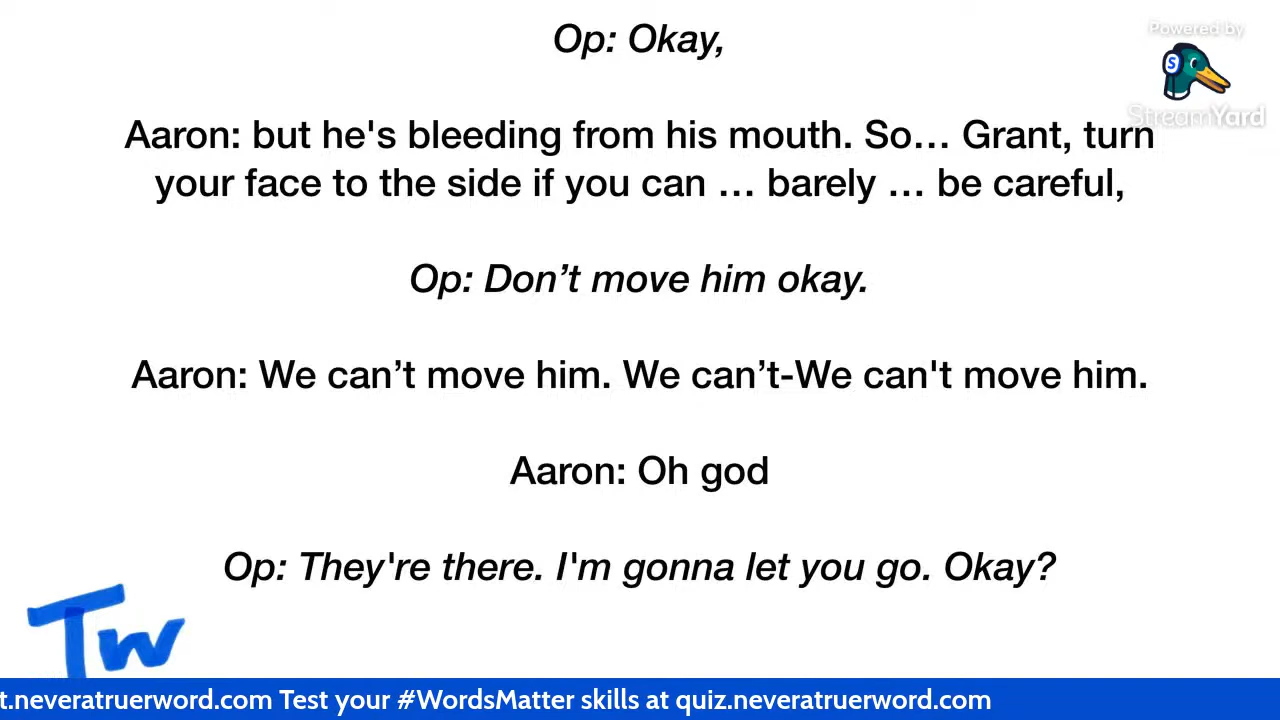 Op: Okay,
Powered by
S
StreamYard
Aaron: but he's bleeding from his mouth. So… Grant, turn
your face to the side if you can … barely … be careful,
Op: Don’t move him okay.
Aaron: We can’t move him. We can’t-We can't move him.
Aaron: Oh god
Op: They're there. I'm gonna let you go. Okay?
Tw
t.neveratruerword.com Test your #WordsMatter skills at quiz.neveratruerword.com